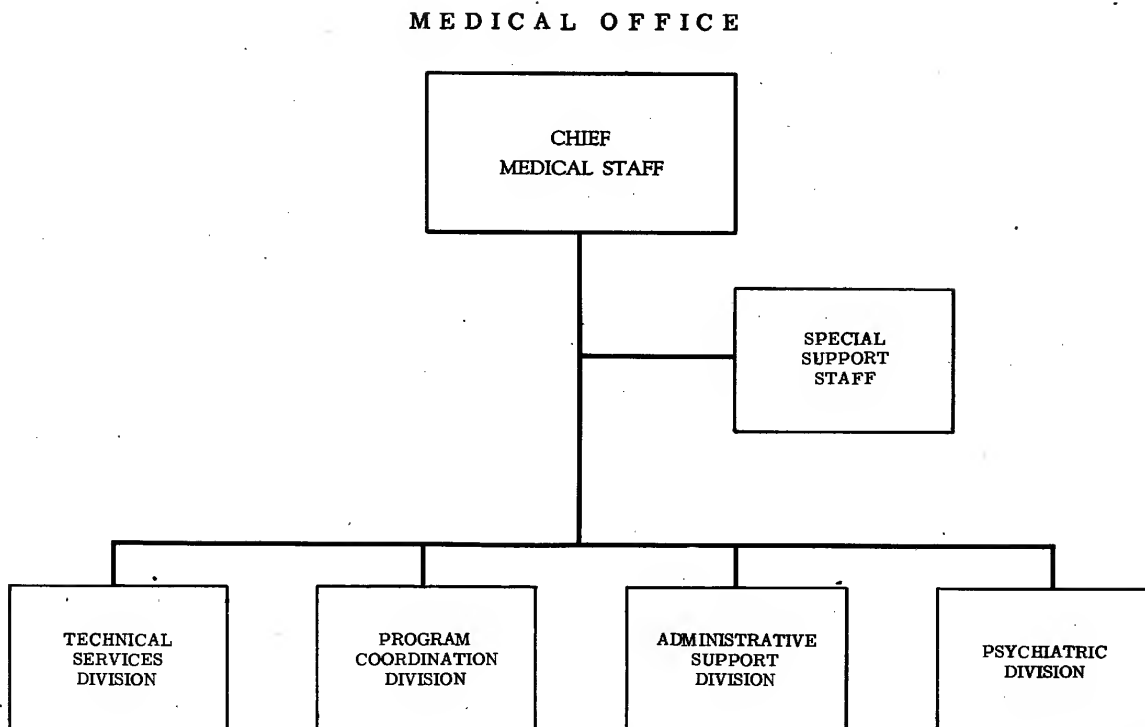 MEDICAL OFFICE
CHIEF
MEDICAL STAFF
SPECIAL
SUPPORT
STAFF
TECHNICAL
SERVICES
DIVISION
PROGRAM
COORDINATION
DIVISION
ADMINISTRATIVE
SUPPORT
DIVISION
PSYCHIATRIC
DIVISION